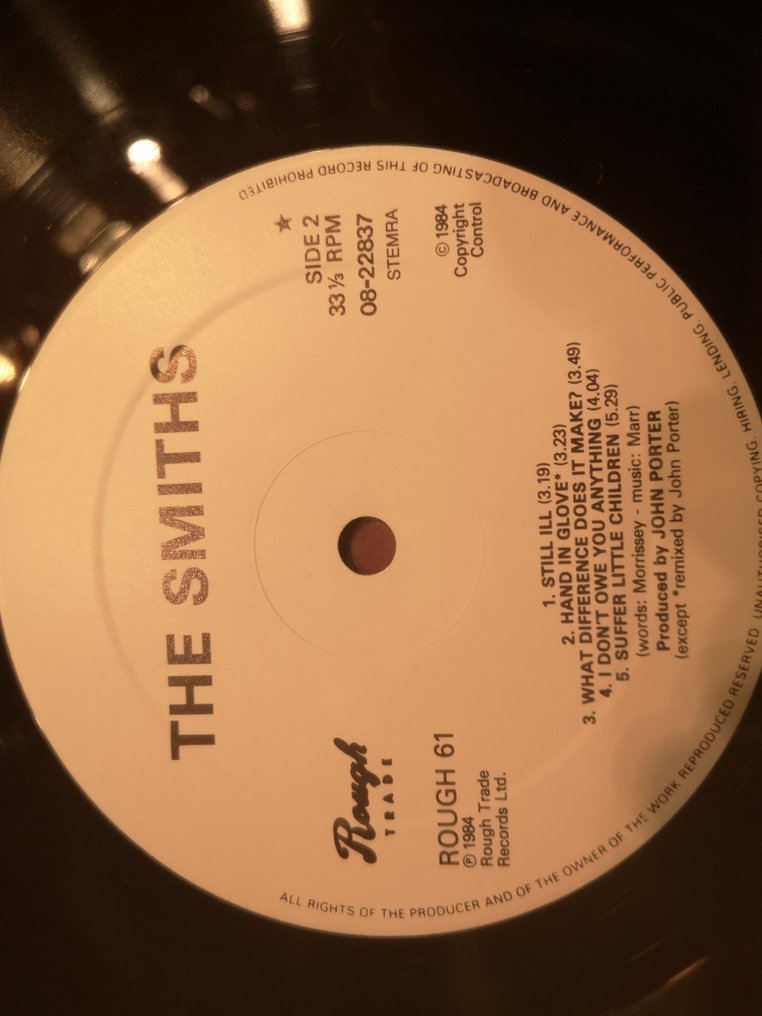 THE SMITHS
Rough
TRADE
ROUGH 61
℗ 1984
Rough Trade
Records Ltd.
★
SIDE 2
33⅓ RPM
08-22837
STEMRA
© 1984
Copyright
Control
1. STILL ILL (3.19)
2. HAND IN GLOVE* (3.23)
3. WHAT DIFFERENCE DOES IT MAKE? (3.49)
4. I DON'T OWE YOU ANYTHING (4.04)
5. SUFFER LITTLE CHILDREN (5.29)
(words: Morrissey - music: Marr)
Produced by JOHN PORTER
(except *remixed by John Porter)
ALL RIGHTS OF THE PRODUCER AND OF THE OWNER OF THE WORK REPRODUCED RESERVED. UNAUTHORISED COPYING, HIRING, LENDING, PUBLIC PERFORMANCE AND BROADCASTING OF THIS RECORD PROHIBITED